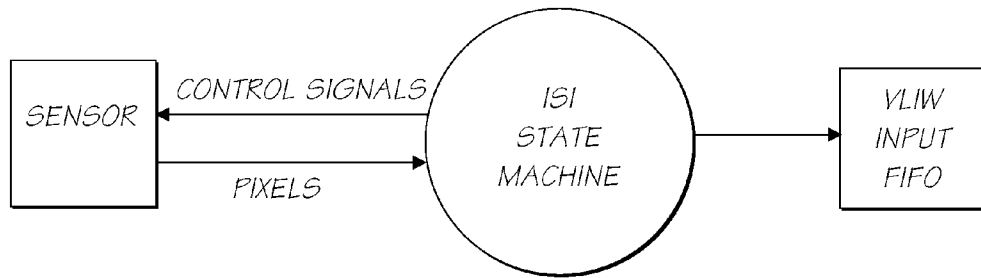 SENSOR
CONTROL SIGNALS
PIXELS
ISI
STATE
MACHINE
VLIW
INPUT
FIFO